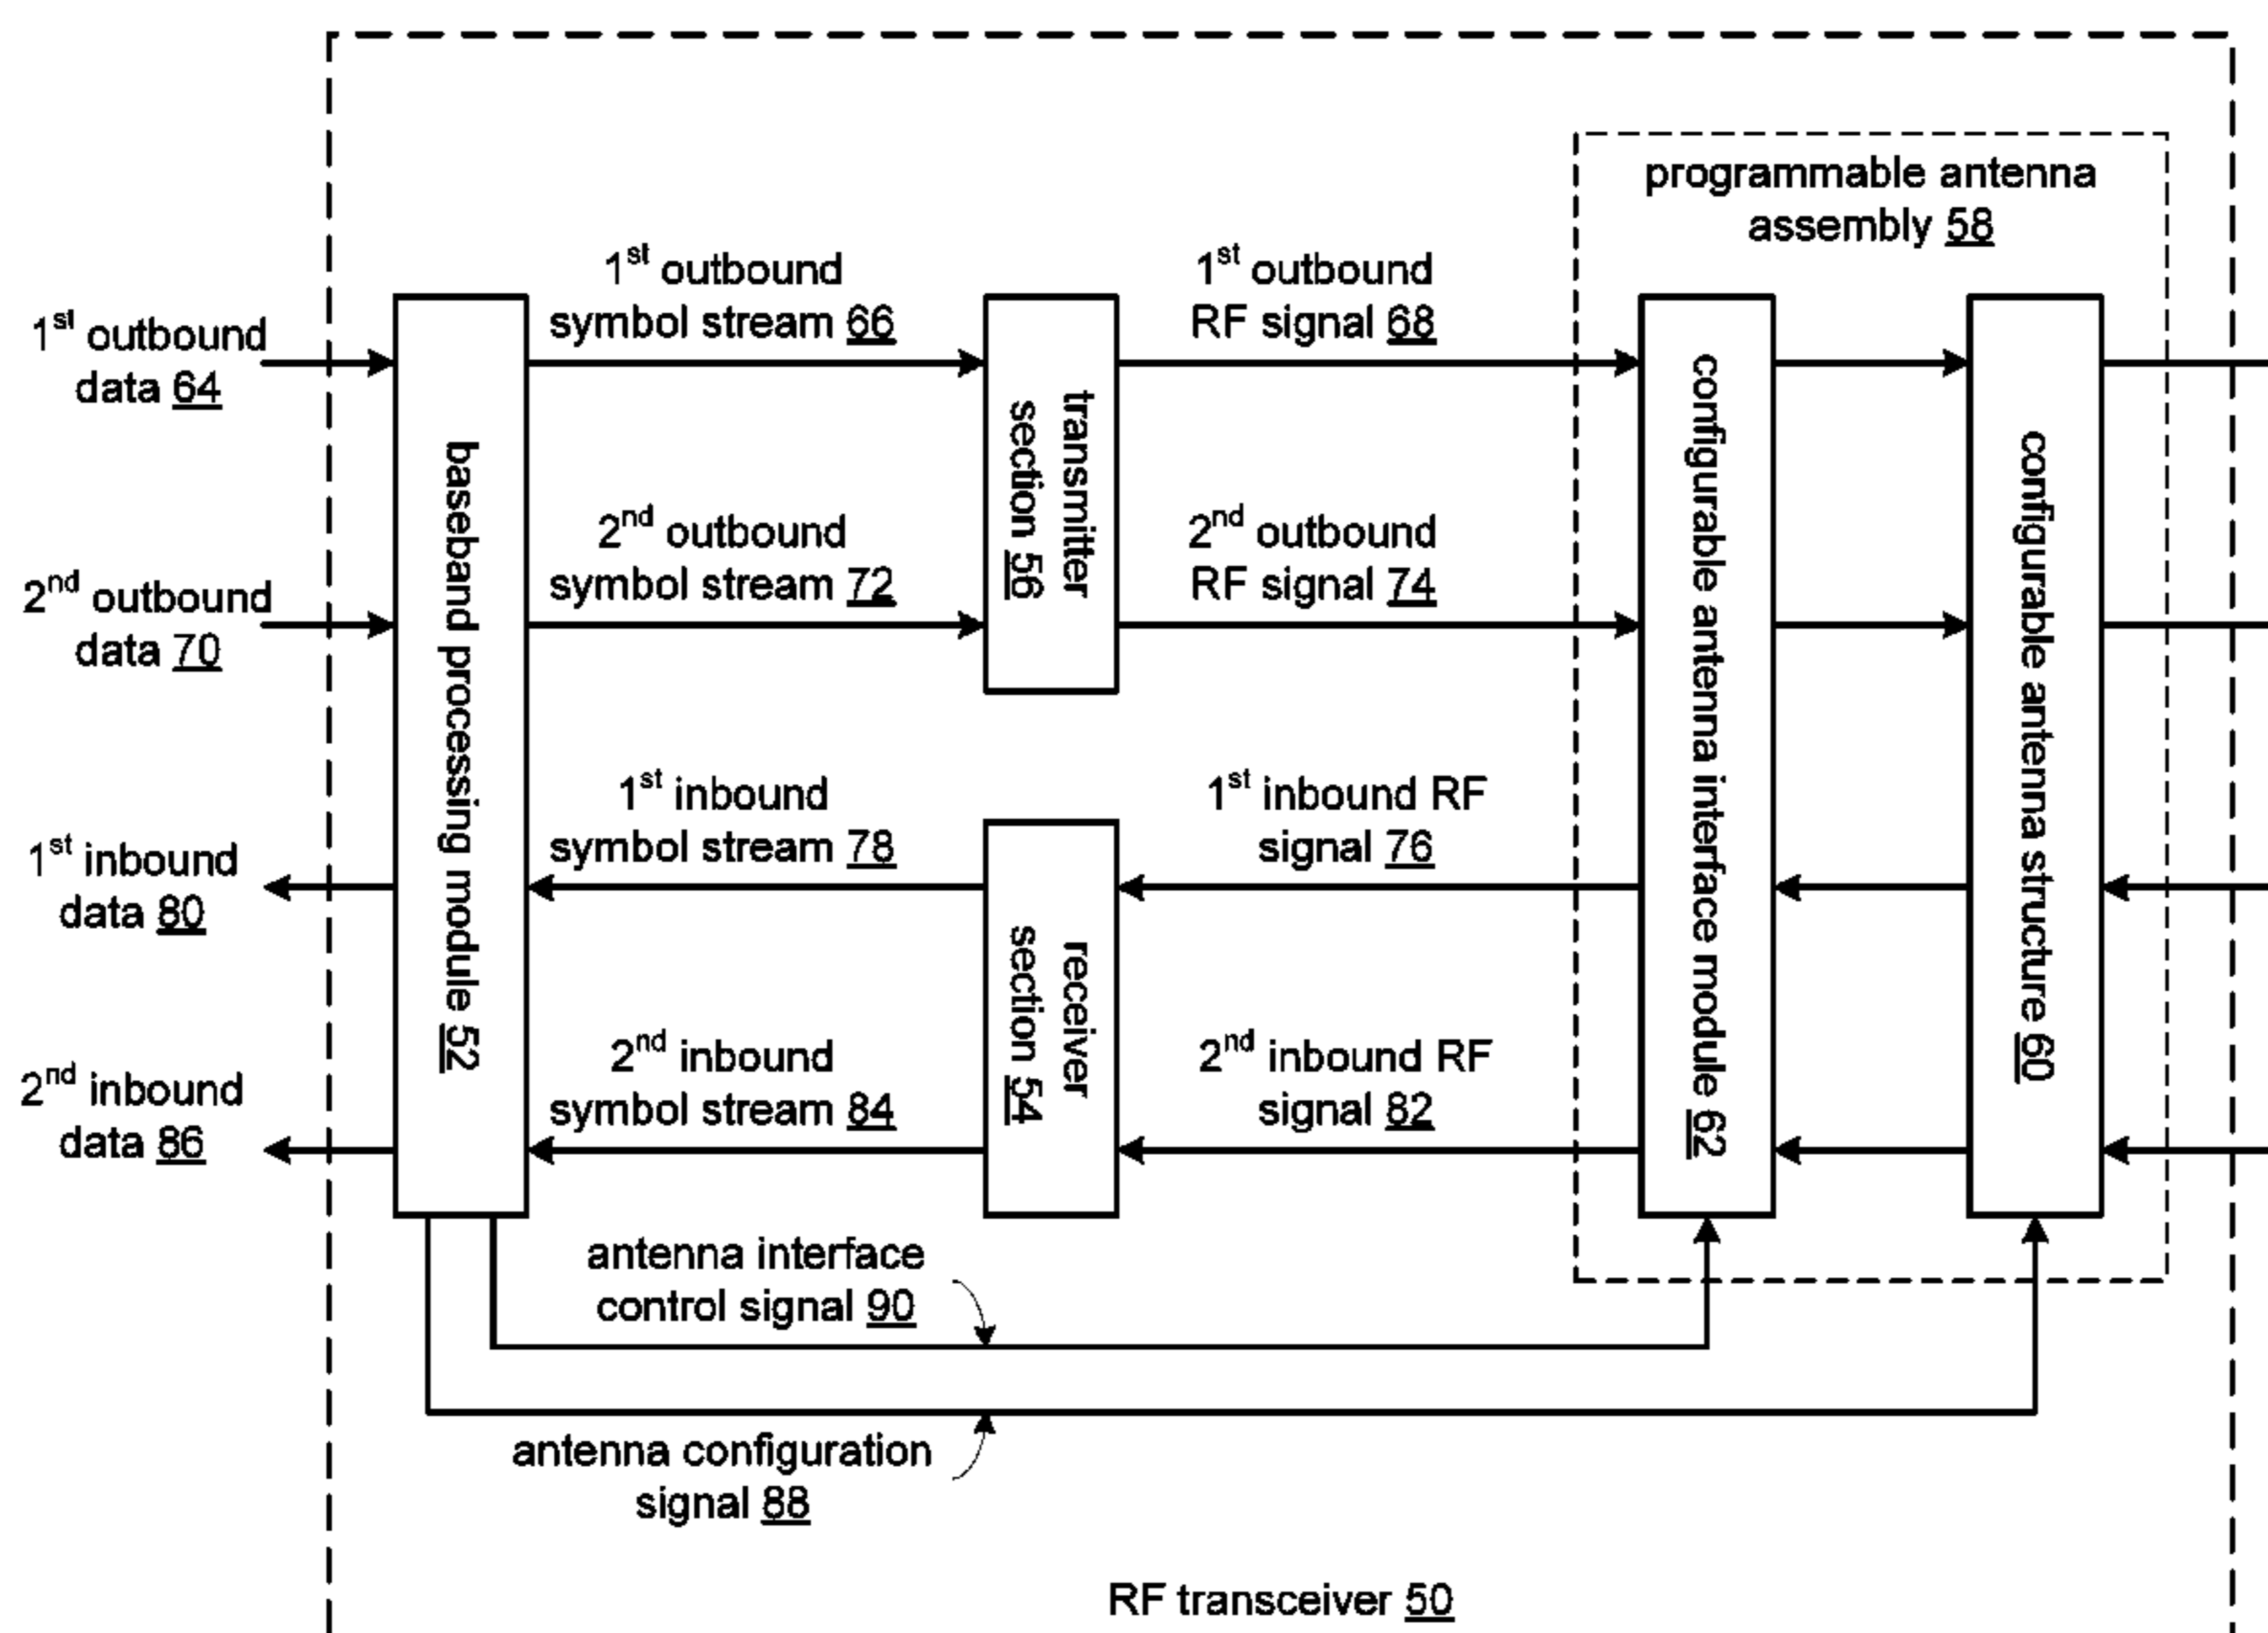 programmable antenna
assembly 58
1st outbound
data 64
1st outbound
symbol stream 66
1st outbound
RF signal 68
2nd outbound
data 70
2nd outbound
symbol stream 72
2nd outbound
RF signal 74
baseband processing module 52
transmitter
section 56
configurable antenna interface module 62
configurable antenna structure 60
1st inbound
data 80
1st inbound
symbol stream 78
1st inbound RF
signal 76
receiver
section 54
2nd inbound
data 86
2nd inbound
symbol stream 84
2nd inbound RF
signal 82
antenna interface
control signal 90
antenna configuration
signal 88
RF transceiver 50